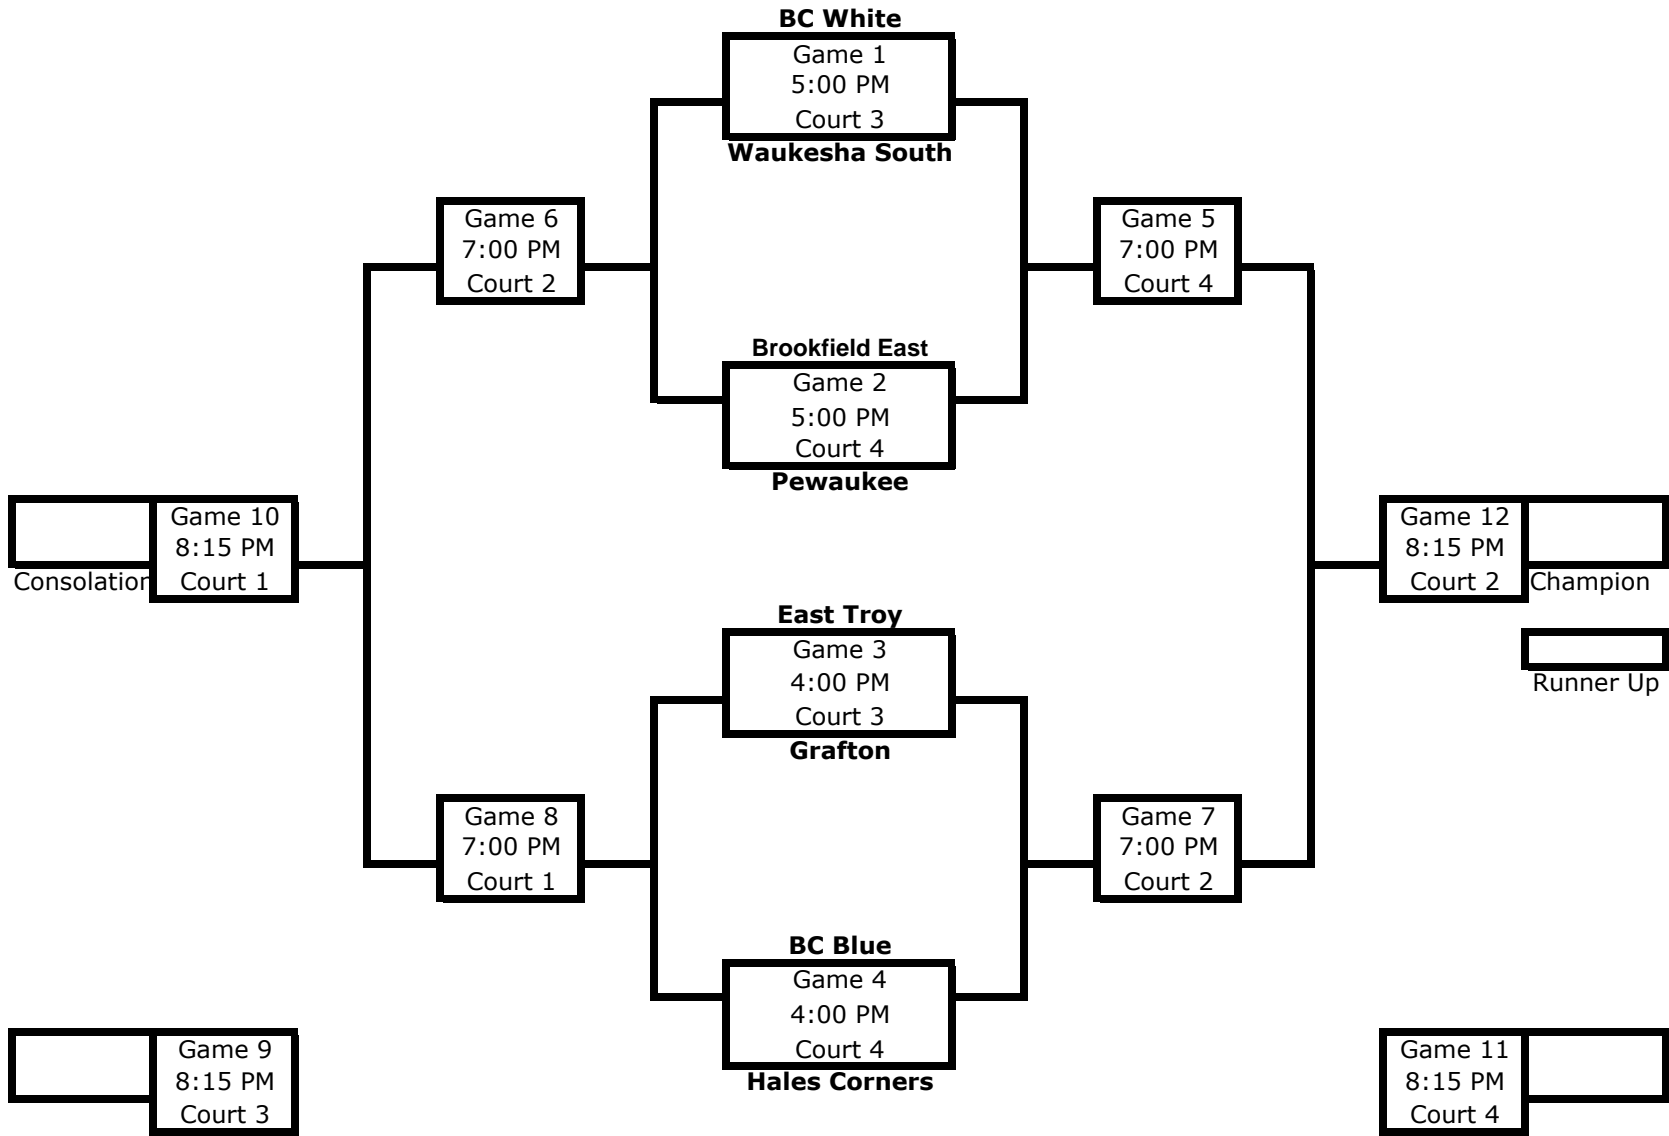 BC White
Game 1
5:00 PM
Court 3
Waukesha South
Game 6
7:00 PM
Court 2
Game 5
7:00 PM
Court 4
Brookfield East
Game 2
5:00 PM
Court 4
Pewaukee
Game 10
8:15 PM
Court 1
Consolation
Game 12
8:15 PM
Court 2
Champion
Runner Up
East Troy
Game 3
4:00 PM
Court 3
Grafton
Game 8
7:00 PM
Court 1
Game 7
7:00 PM
Court 2
BC Blue
Game 4
4:00 PM
Court 4
Hales Corners
Game 9
8:15 PM
Court 3
Game 11
8:15 PM
Court 4